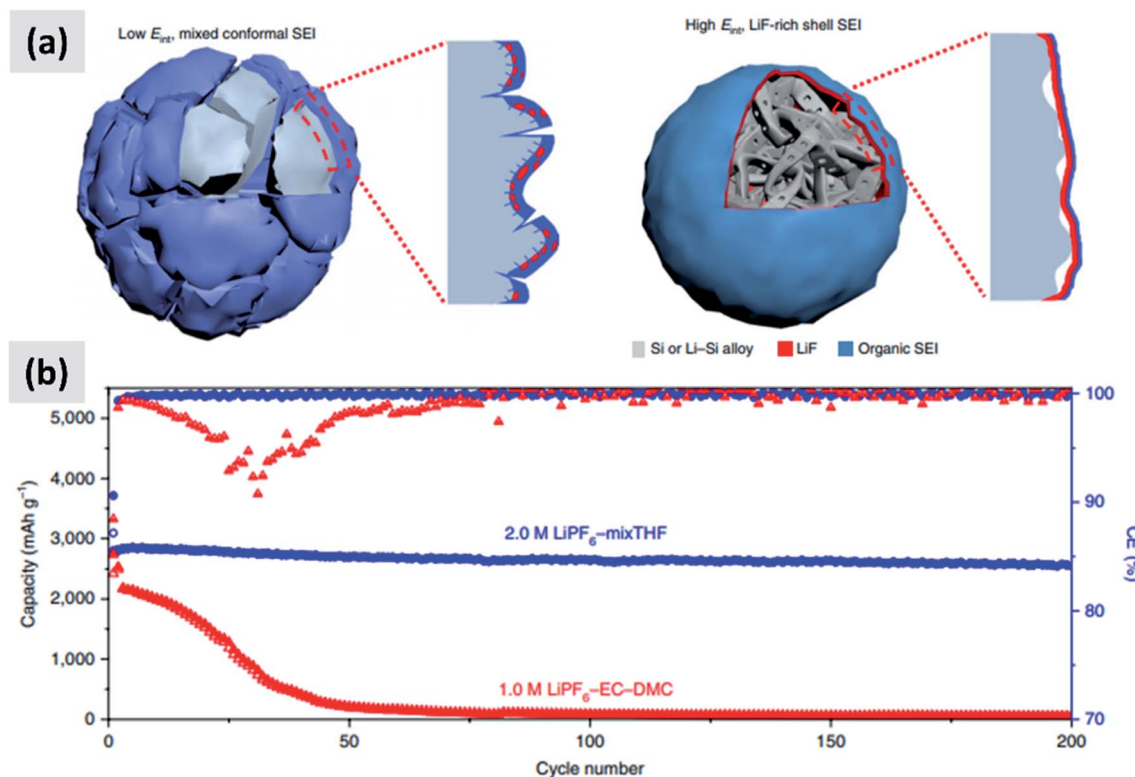 (a)
Low Eint, mixed conformal SEI
High Eint, LiF-rich shell SEI
Si or Li–Si alloy
LiF
Organic SEI
(b)
5,000
4,000
3,000
2,000
1,000
0
Capacity (mAh g⁻¹)
100
90
80
70
CE (%)
2.0 M LiPF₆–mixTHF
1.0 M LiPF₆–EC–DMC
0
50
100
150
200
Cycle number